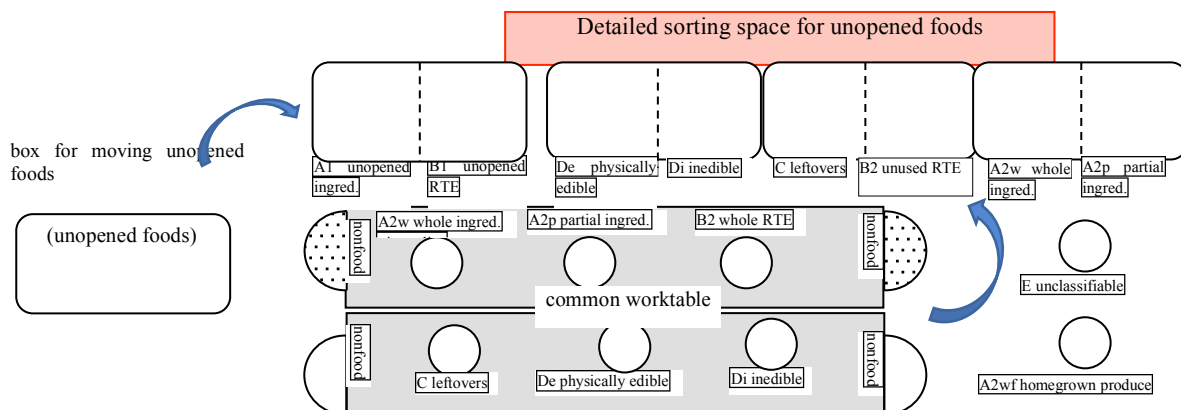 Detailed sorting space for unopened foods
box for moving unopened
foods
A1 unopened
ingred.
B1 unopened
RTE
De physically
edible
Di inedible
C leftovers
B2 unused RTE
A2w whole
ingred.
A2p partial
ingred.
(unopened foods)
nonfood
A2w whole ingred.
A2p partial ingred.
B2 whole RTE
nonfood
E unclassifiable
common worktable
nonfood
C leftovers
De physically edible
Di inedible
nonfood
A2wf homegrown produce